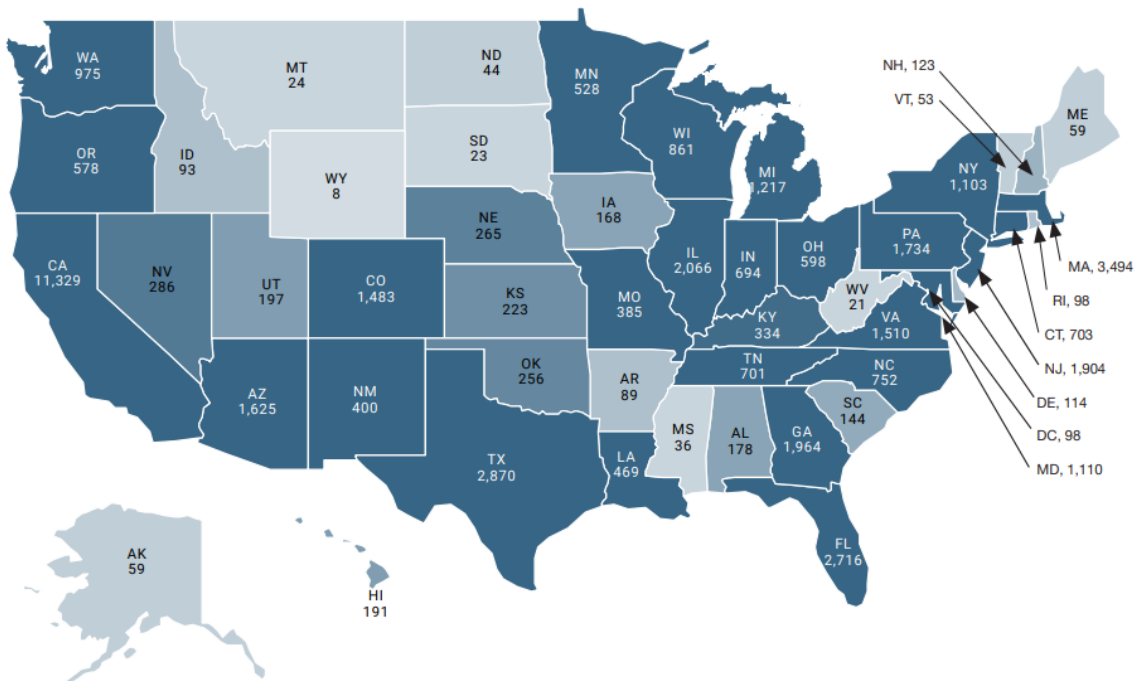 WA
975
MT
24
ND
44
MN
528
NH, 123
VT, 53
ME
59
OR
578
ID
93
SD
23
WI
861
MI
1,217
NY
1,103
WY
8
IA
168
NE
265
PA
1,734
OH
598
IL
2,066
IN
694
CA
11,329
NV
286
UT
197
CO
1,483
MA, 3,494
KS
223
MO
385
WV
21
RI, 98
KY
334
VA
1,510
CT, 703
NJ, 1,904
TN
701
NC
752
OK
256
AR
89
AZ
1,625
NM
400
DE, 114
SC
144
DC, 98
MS
36
AL
178
GA
1,964
TX
2,870
LA
469
MD, 1,110
FL
2,716
AK
59
HI
191